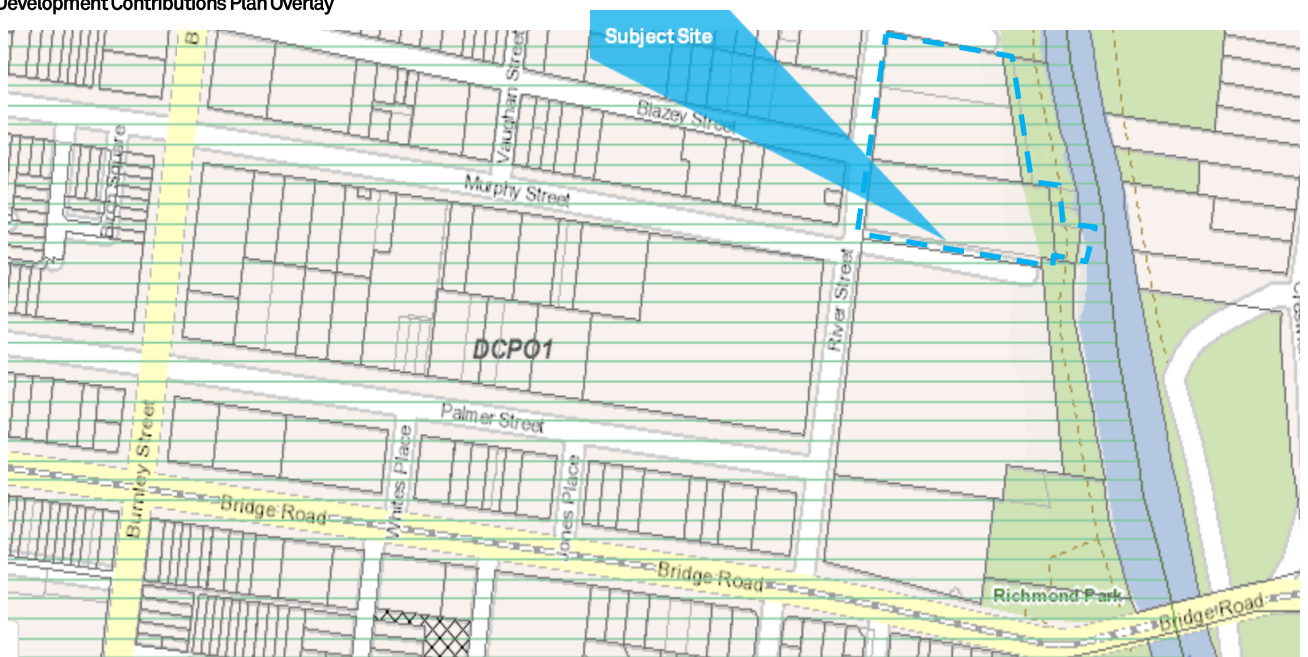 Development Contributions Plan Overlay
Subject Site
B
Vaughan Street
Blazey Street
Murphy Street
River Street
DCPO1
Palmer Street
Burnley Street
Whites Place
Jones Place
Bridge Road
Bridge Road
Richmond Park
Bridge Road